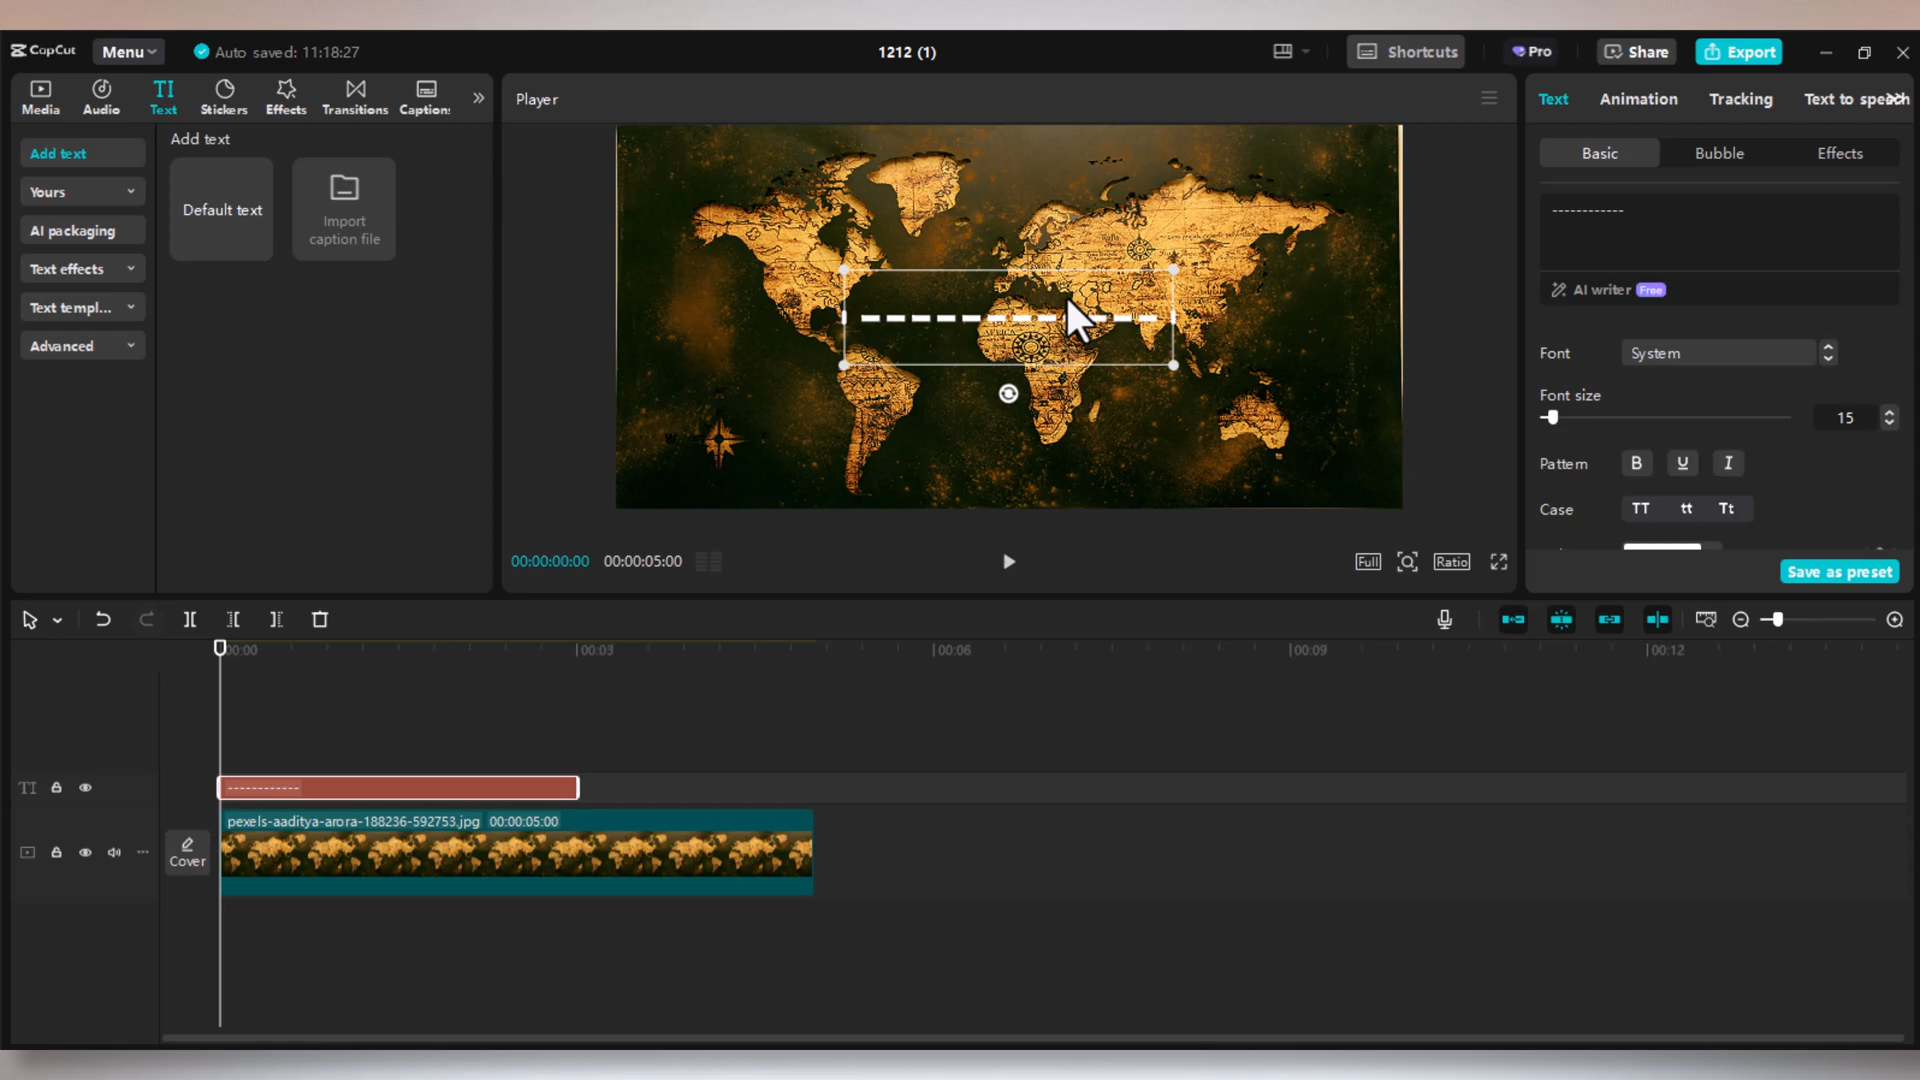 CapCut Menu Auto saved: 11:18:27 1212 (1) Shortcuts Pro Share Export
Media Audio Text Stickers Effects Transitions Caption
Add text
Yours
AI packaging
Text effects
Text templ...
Advanced
Add text
Default text
Import
caption file
Player
------------
00:00:00:00 00:00:05:00
Full Ratio
Text Animation Tracking Text to speech
Basic Bubble Effects
------------
AI writer Free
Font System
Font size
15
Pattern B U I
Case TT tt Tt
Save as preset
00:00 00:03 00:06 00:09 00:12
TI ------------
pexels-aaditya-arora-188236-592753.jpg 00:00:05:00
Cover